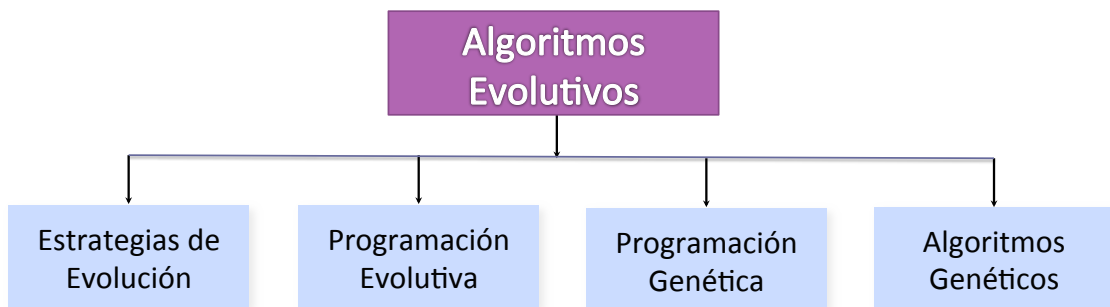 Algoritmos
Evolutivos
Estrategias de
Evolución
Programación
Evolutiva
Programación
Genética
Algoritmos
Genéticos